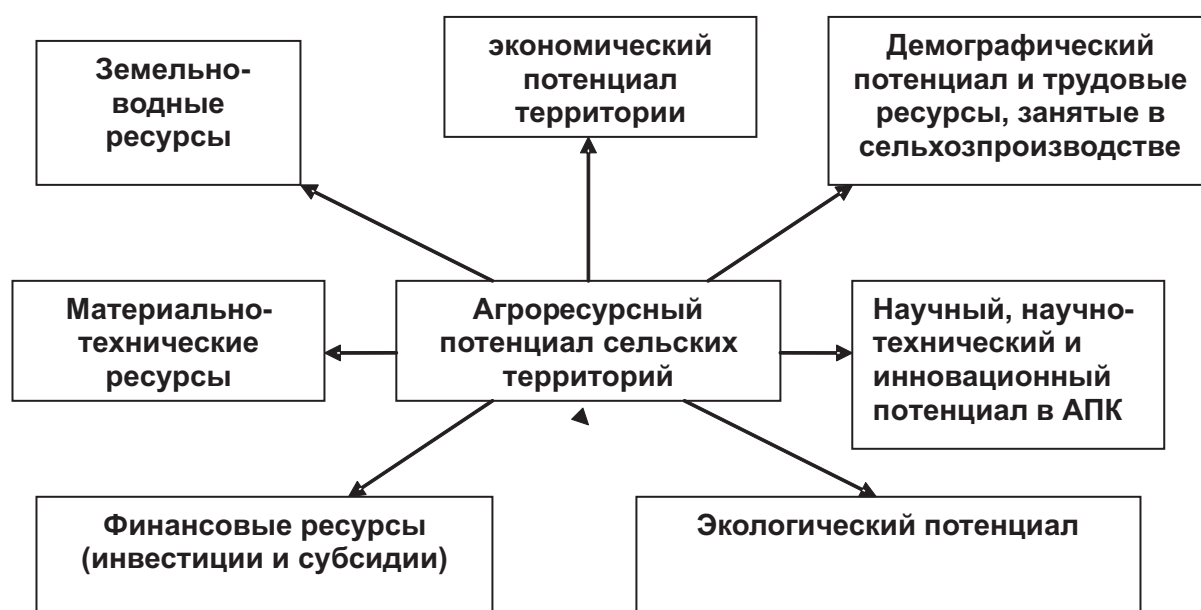 Земельно-
водные
ресурсы
экономический
потенциал
территории
Демографический
потенциал и трудовые
ресурсы, занятые в
сельхозпроизводстве
Материально-
технические
ресурсы
Агроресурсный
потенциал сельских
территорий
Научный, научно-
технический и
инновационный
потенциал в АПК
Финансовые ресурсы
(инвестиции и субсидии)
Экологический потенциал